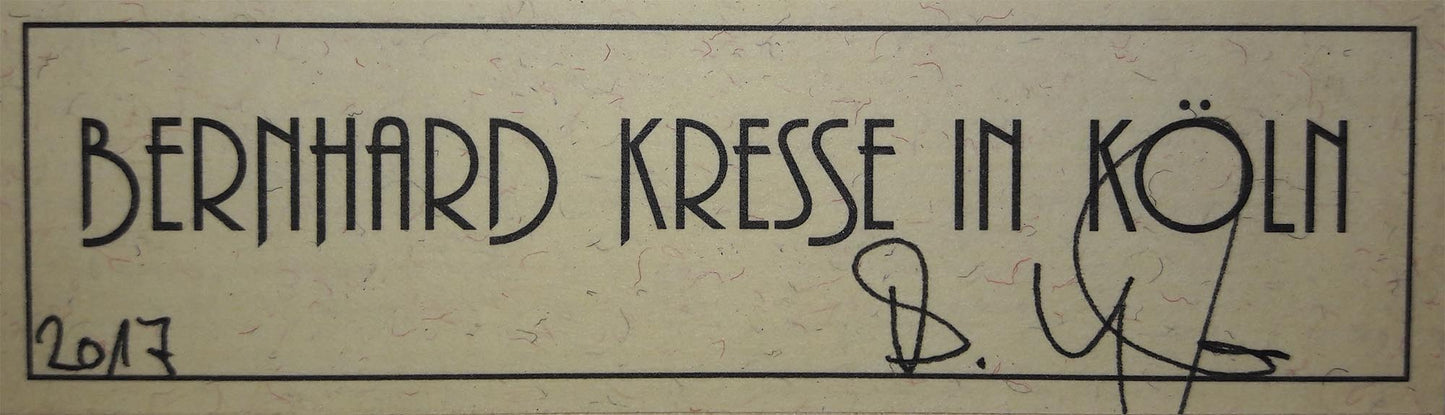 BERNHARD KRESSE IN KÖLN
2017 B.